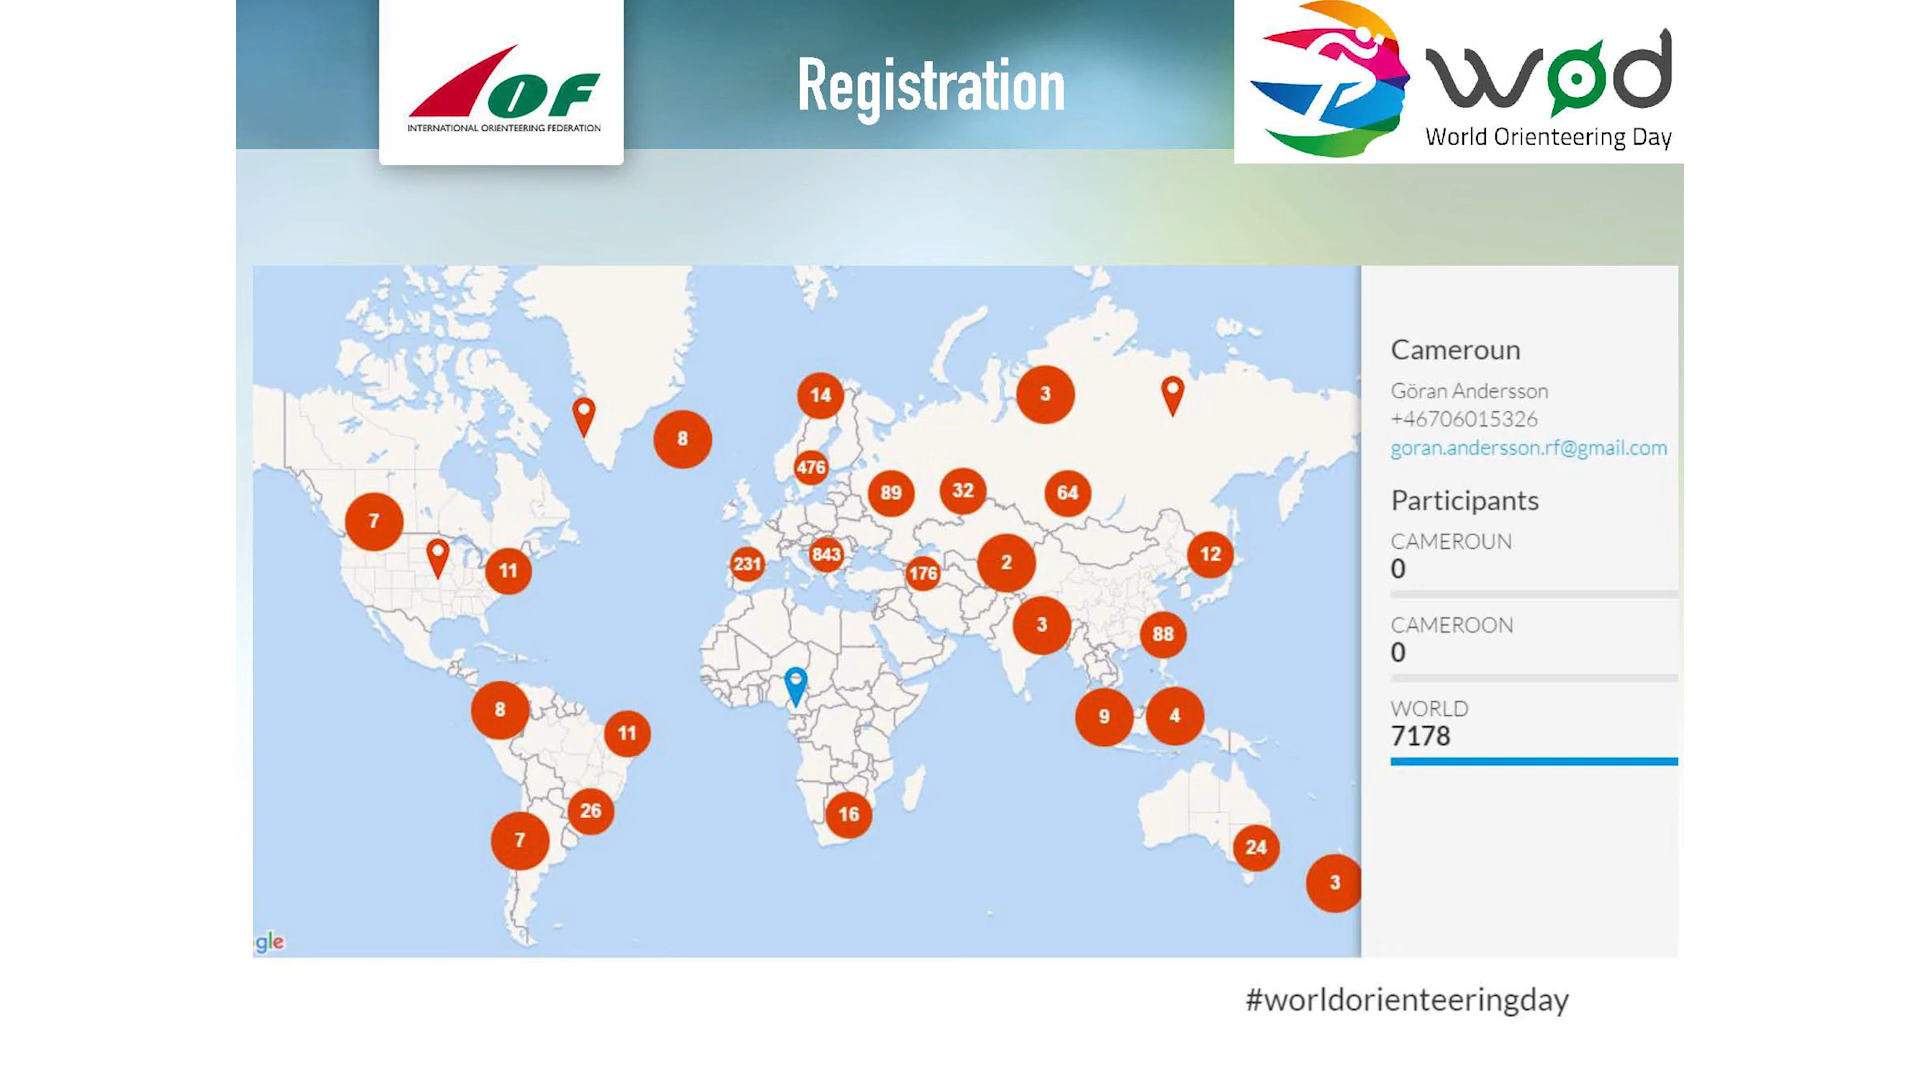 IOF
INTERNATIONAL ORIENTEERING FEDERATION
Registration
wod
World Orienteering Day
14
3
8
476
89
32
64
7
11
231
843
176
2
12
3
88
8
11
9
4
26
16
7
24
3
gle
Cameroun
Göran Andersson
+46706015326
goran.andersson.rf@gmail.com
Participants
CAMEROUN
0
CAMEROON
0
WORLD
7178
#worldorienteeringday